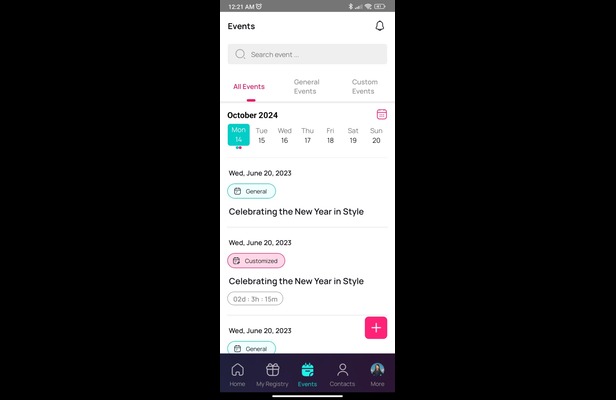 12:21 AM
Events
Search event ...
All Events
General
Events
Custom
Events
October 2024
Mon Tue Wed Thu Fri Sat Sun
14 15 16 17 18 19 20
Wed, June 20, 2023
General
Celebrating the New Year in Style
Wed, June 20, 2023
Customized
Celebrating the New Year in Style
02d : 3h : 15m
Wed, June 20, 2023
General
Home My Registry Events Contacts More